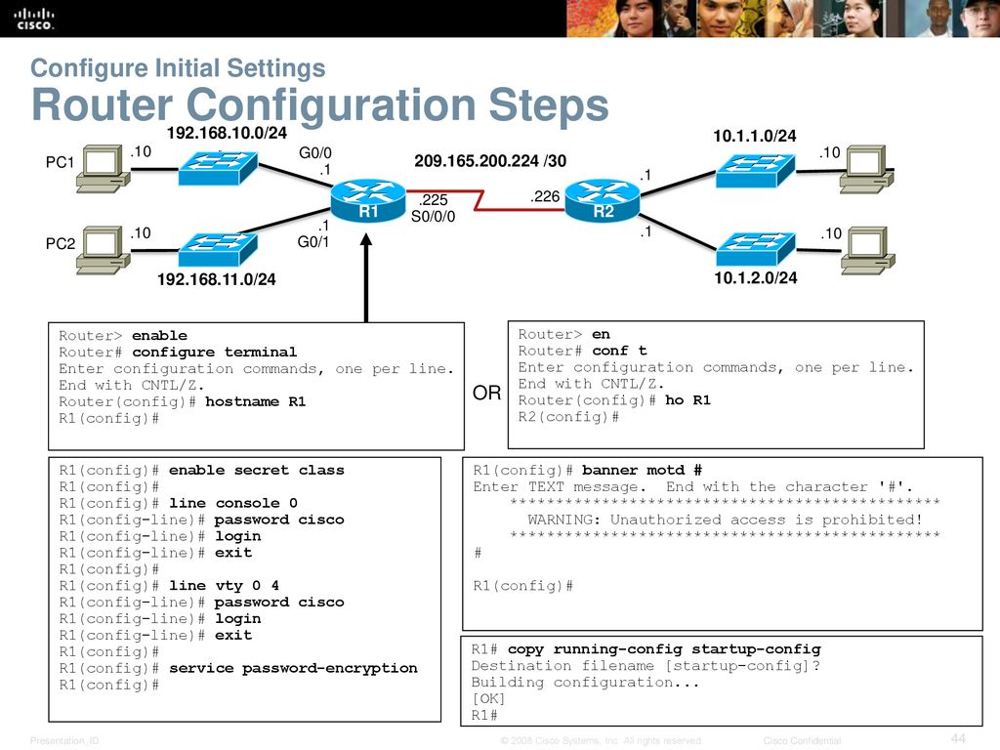 cisco.
Configure Initial Settings
Router Configuration Steps
192.168.10.0/24
10.1.1.0/24
PC1
.10
G0/0
.1
209.165.200.224 /30
.10
.1
R1
.225
S0/0/0
.226
R2
.1
G0/1
.1
PC2
.10
.10
192.168.11.0/24
10.1.2.0/24
Router> enable
Router# configure terminal
Enter configuration commands, one per line.
End with CNTL/Z.
Router(config)# hostname R1
R1(config)#
OR
Router> en
Router# conf t
Enter configuration commands, one per line.
End with CNTL/Z.
Router(config)# ho R1
R2(config)#
R1(config)# enable secret class
R1(config)#
R1(config)# line console 0
R1(config-line)# password cisco
R1(config-line)# login
R1(config-line)# exit
R1(config)#
R1(config)# line vty 0 4
R1(config-line)# password cisco
R1(config-line)# login
R1(config-line)# exit
R1(config)#
R1(config)# service password-encryption
R1(config)#
R1(config)# banner motd #
Enter TEXT message.  End with the character '#'.
***********************************************
WARNING: Unauthorized access is prohibited!
***********************************************
#
R1(config)#
R1# copy running-config startup-config
Destination filename [startup-config]?
Building configuration...
[OK]
R1#
Presentation_ID
© 2008 Cisco Systems, Inc. All rights reserved.
Cisco Confidential
44